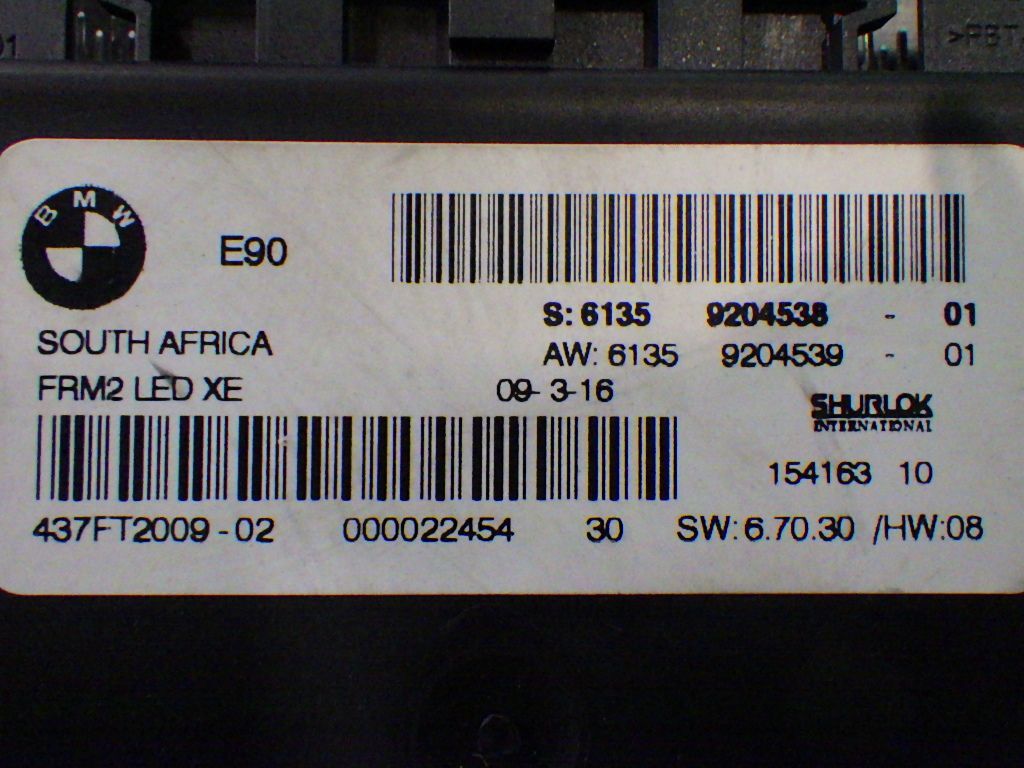 >PBT
BMW
E90
S: 6135 9204538 - 01
SOUTH AFRICA
AW: 6135 9204539 - 01
FRM2 LED XE 09-3-16
SHURLOK
INTERNATIONAL
154163 10
437FT2009-02 000022454 30 SW: 6.70.30 /HW:08